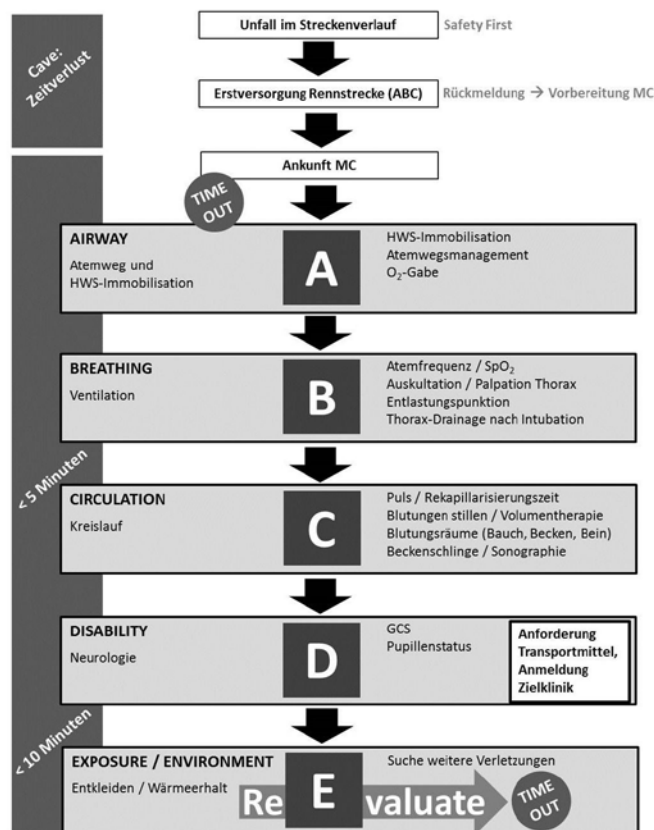 Cave:
Zeitverlust
Unfall im Streckenverlauf
Safety First
Erstversorgung Rennstrecke (ABC)
Rückmeldung → Vorbereitung MC
Ankunft MC
TIME
OUT
< 5 Minuten
< 10 Minuten
AIRWAY
Atemweg und
HWS-Immobilisation
A
HWS-Immobilisation
Atemwegsmanagement
O₂-Gabe
BREATHING
Ventilation
B
Atemfrequenz / SpO₂
Auskultation / Palpation Thorax
Entlastungspunktion
Thorax-Drainage nach Intubation
CIRCULATION
Kreislauf
C
Puls / Rekapillarisierungszeit
Blutungen stillen / Volumentherapie
Blutungsräume (Bauch, Becken, Bein)
Beckenschlinge / Sonographie
DISABILITY
Neurologie
D
GCS
Pupillenstatus
Anforderung
Transportmittel,
Anmeldung
Zielklinik
EXPOSURE / ENVIRONMENT
Entkleiden / Wärmeerhalt
Suche weitere Verletzungen
Re E valuate
TIME
OUT